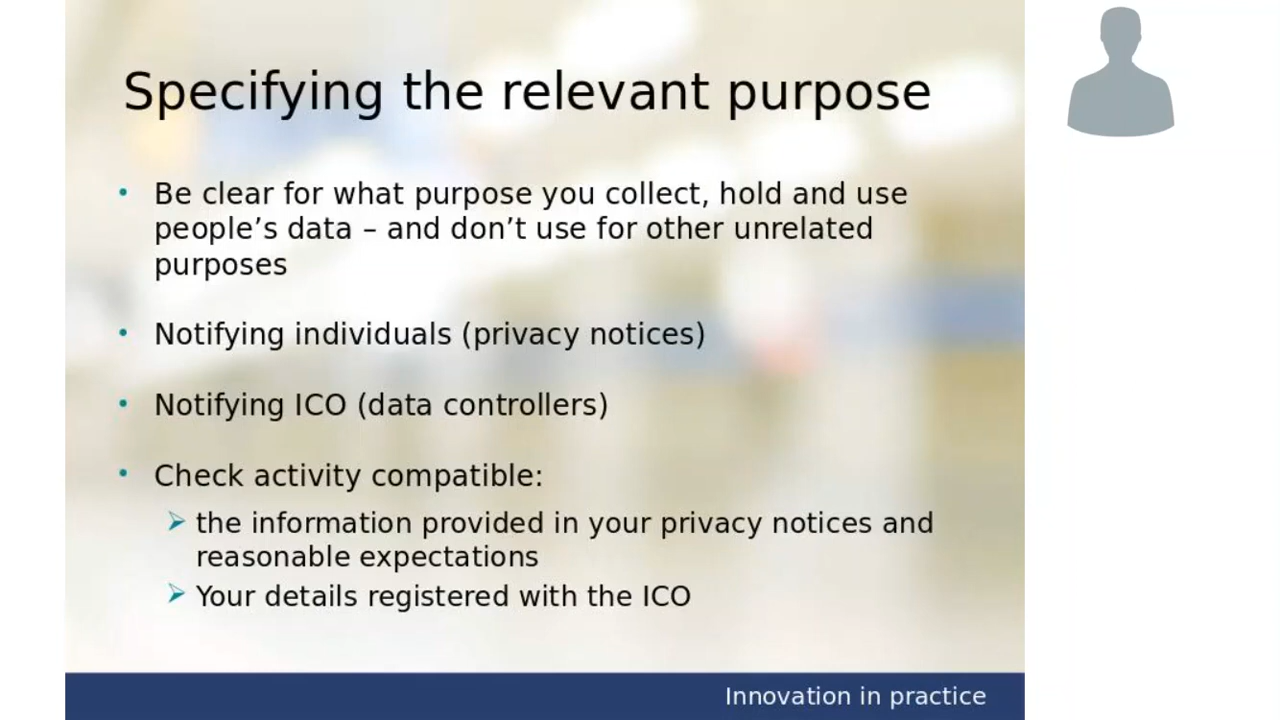 Specifying the relevant purpose
• Be clear for what purpose you collect, hold and use
people’s data – and don’t use for other unrelated
purposes
• Notifying individuals (privacy notices)
• Notifying ICO (data controllers)
• Check activity compatible:
➢ the information provided in your privacy notices and
reasonable expectations
➢ Your details registered with the ICO
Innovation in practice